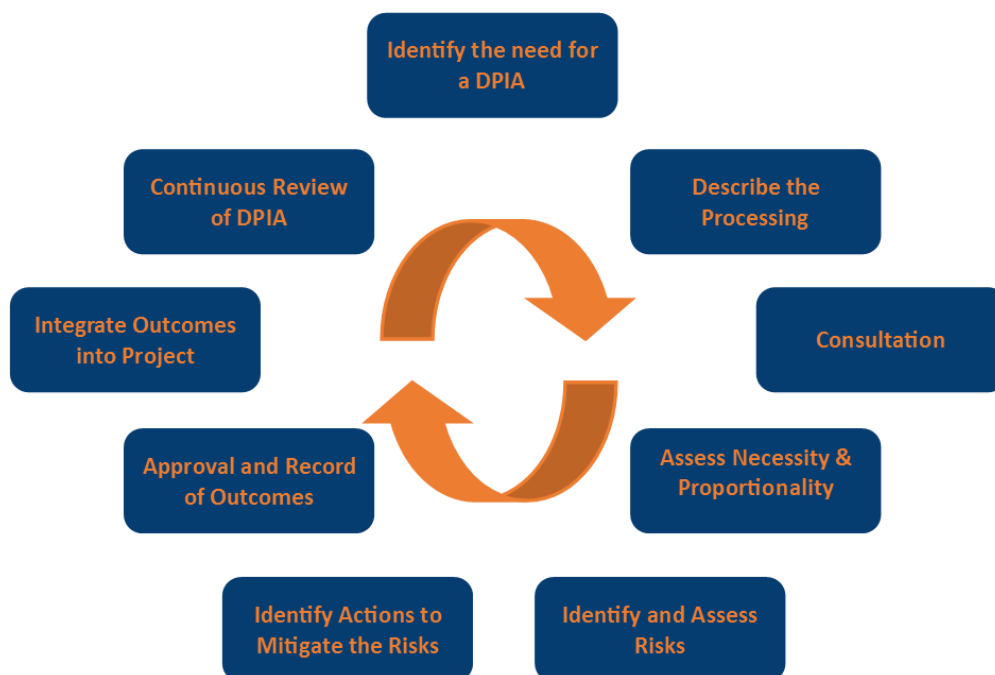 Identify the need for
a DPIA
Describe the
Processing
Consultation
Assess Necessity &
Proportionality
Identify and Assess
Risks
Identify Actions to
Mitigate the Risks
Approval and Record
of Outcomes
Integrate Outcomes
into Project
Continuous Review
of DPIA